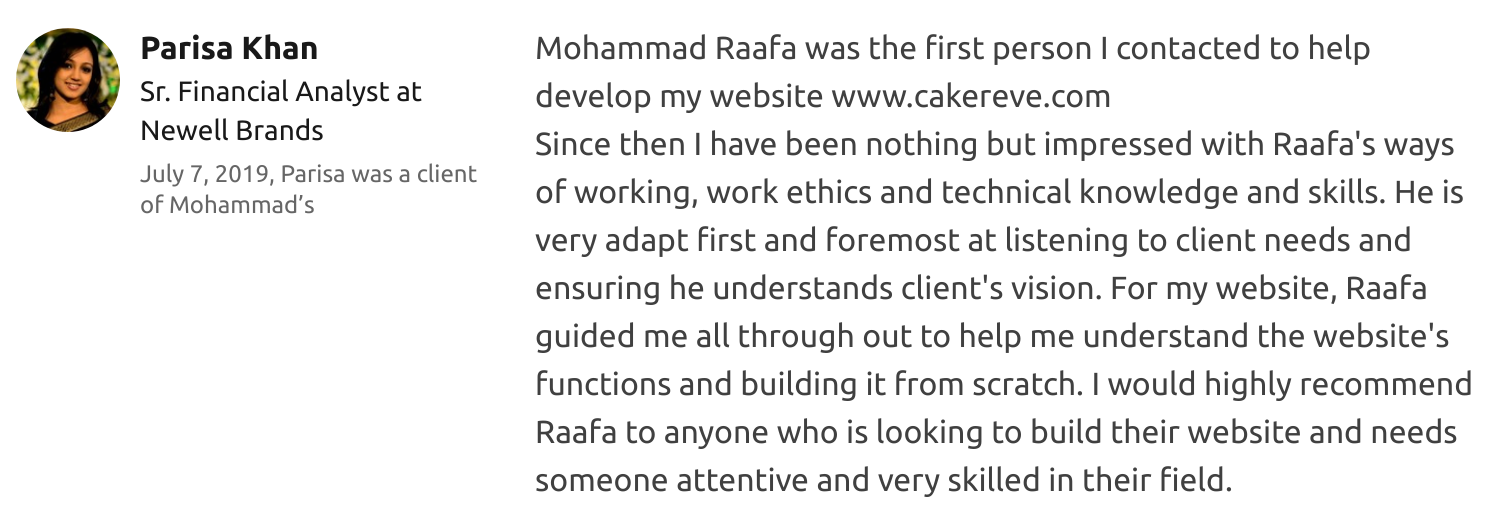 Parisa Khan
Sr. Financial Analyst at
Newell Brands
July 7, 2019, Parisa was a client
of Mohammad’s
Mohammad Raafa was the first person I contacted to help
develop my website www.cakereve.com
Since then I have been nothing but impressed with Raafa's ways
of working, work ethics and technical knowledge and skills. He is
very adapt first and foremost at listening to client needs and
ensuring he understands client's vision. For my website, Raafa
guided me all through out to help me understand the website's
functions and building it from scratch. I would highly recommend
Raafa to anyone who is looking to build their website and needs
someone attentive and very skilled in their field.